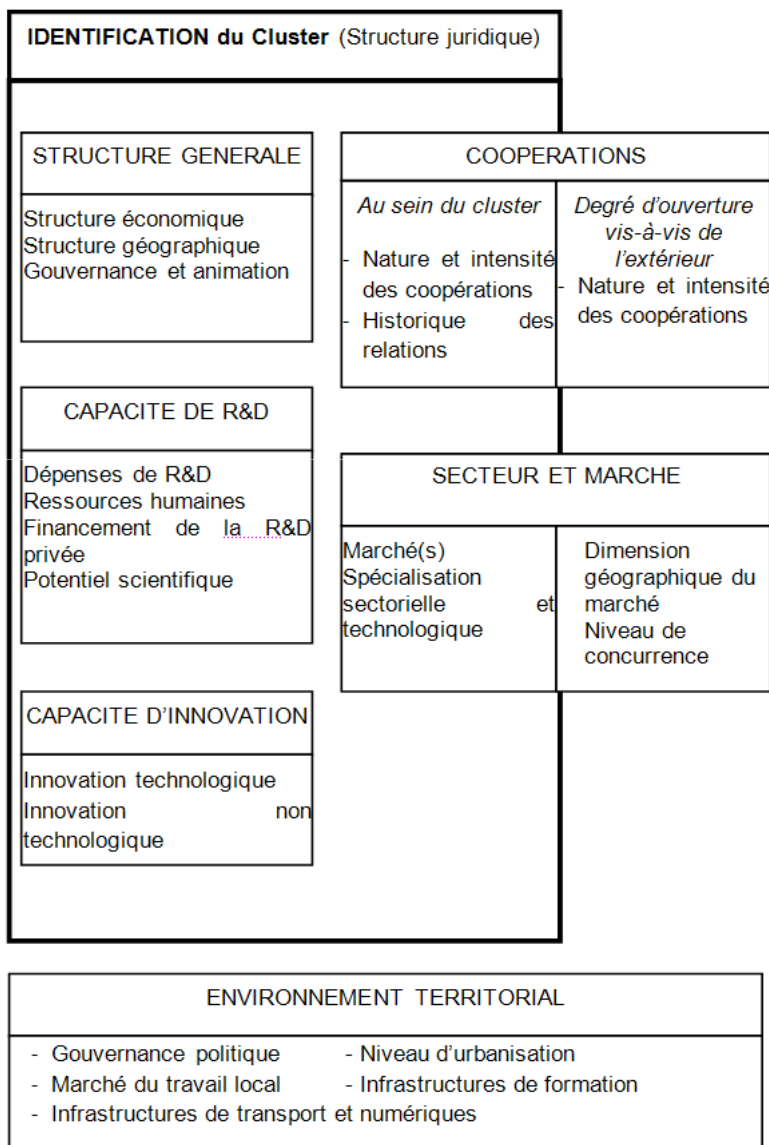 IDENTIFICATION du Cluster (Structure juridique)
STRUCTURE GENERALE
Structure économique
Structure géographique
Gouvernance et animation
COOPERATIONS
Au sein du cluster
- Nature et intensité
des coopérations
- Historique des
relations
Degré d’ouverture
vis-à-vis de
l’extérieur
- Nature et intensité
des coopérations
CAPACITE DE R&D
Dépenses de R&D
Ressources humaines
Financement de la R&D
privée
Potentiel scientifique
SECTEUR ET MARCHE
Marché(s)
Spécialisation
sectorielle et
technologique
Dimension
géographique du
marché
Niveau de
concurrence
CAPACITE D’INNOVATION
Innovation technologique
Innovation non
technologique
ENVIRONNEMENT TERRITORIAL
- Gouvernance politique - Niveau d’urbanisation
- Marché du travail local - Infrastructures de formation
- Infrastructures de transport et numériques